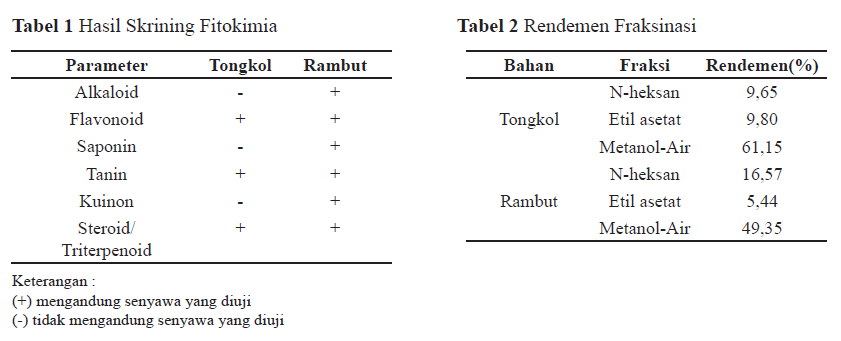 Tabel 1 Hasil Skrining Fitokimia
Parameter Tongkol Rambut
Alkaloid - +
Flavonoid + +
Saponin - +
Tanin + +
Kuinon - +
Steroid/ + +
Triterpenoid
Keterangan :
(+) mengandung senyawa yang diuji
(-) tidak mengandung senyawa yang diuji
Tabel 2 Rendemen Fraksinasi
Bahan Fraksi Rendemen(%)
N-heksan 9,65
Tongkol Etil asetat 9,80
Metanol-Air 61,15
N-heksan 16,57
Rambut Etil asetat 5,44
Metanol-Air 49,35